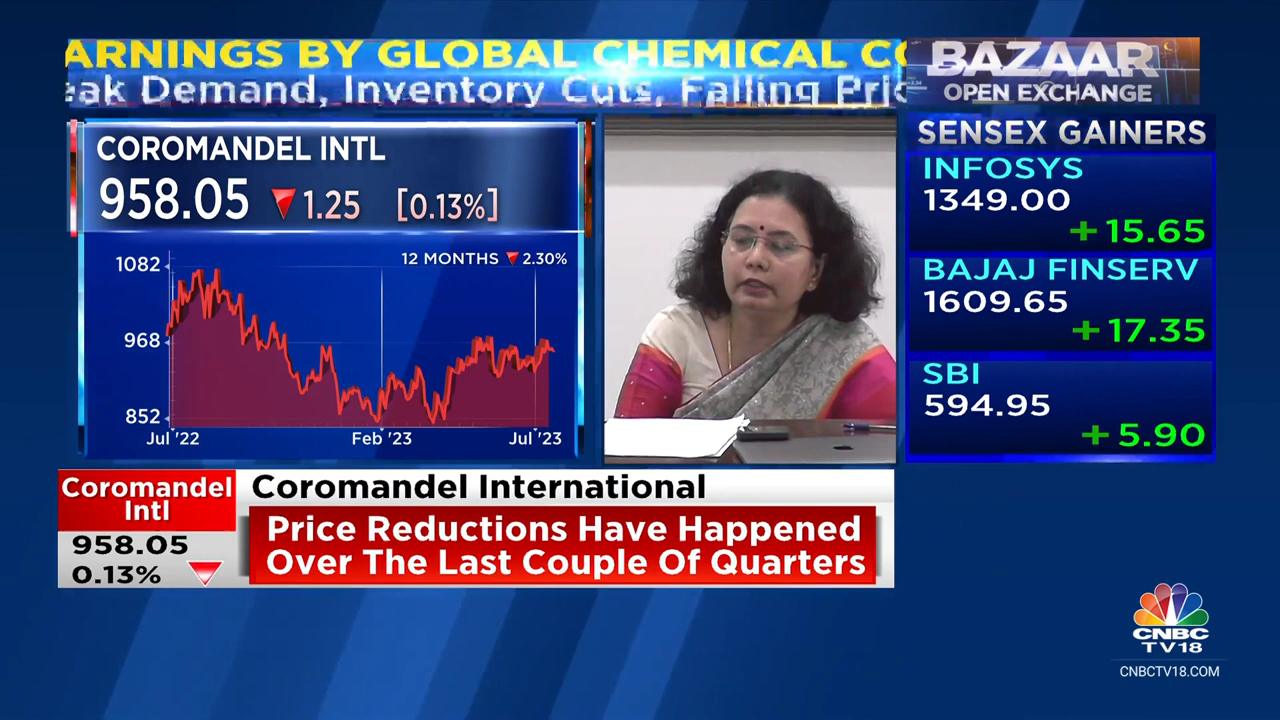 ARNINGS BY GLOBAL CHEMICAL CO
eak Demand, Inventory Cuts, Falling Pric
BAZAAR
OPEN EXCHANGE
COROMANDEL INTL
958.05 ▼1.25 [0.13%]
12 MONTHS ▼2.30%
1082
968
852
Jul '22 Feb '23 Jul '23
SENSEX GAINERS
INFOSYS
1349.00
+15.65
BAJAJ FINSERV
1609.65
+17.35
SBI
594.95
+5.90
Coromandel
Intl
958.05
0.13% ▼
Coromandel International
Price Reductions Have Happened
Over The Last Couple Of Quarters
CNBC
TV18
CNBCTV18.COM